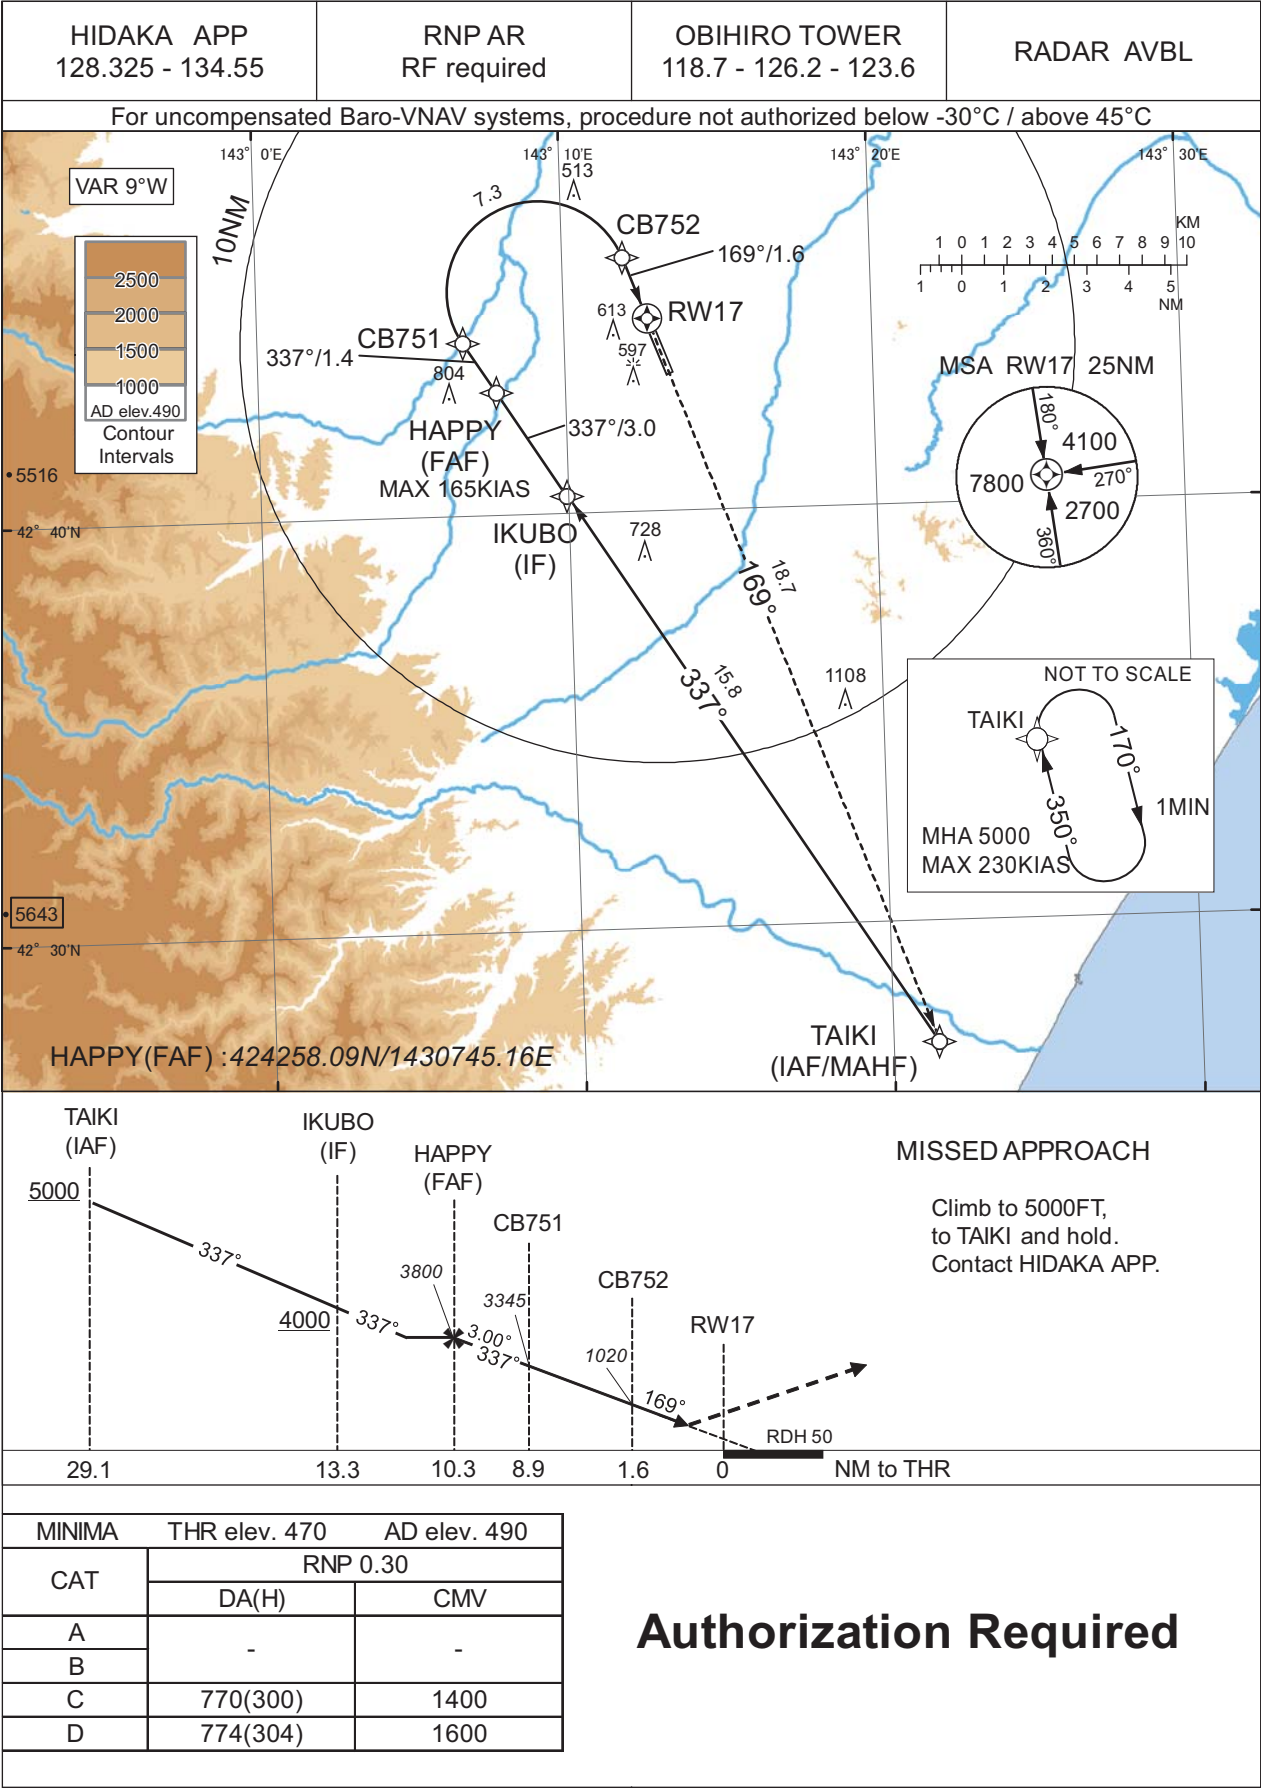 HIDAKA APP
128.325 - 134.55
RNP AR
RF required
OBIHIRO TOWER
118.7 - 126.2 - 123.6
RADAR AVBL
For uncompensated Baro-VNAV systems, procedure not authorized below -30°C / above 45°C
143° 0'E
143° 10'E
143° 20'E
143° 30'E
VAR 9°W
10NM
2500
2000
1500
1000
AD elev.490
Contour
Intervals
7.3
513
CB752
169°/1.6
613
RW17
597
CB751
337°/1.4
804
HAPPY
(FAF)
MAX 165KIAS
337°/3.0
IKUBO
(IF)
728
KM
1 0 1 2 3 4 5 6 7 8 9 10
1 0 1 2 3 4 5
NM
MSA RW17 25NM
180°
4100
7800
270°
2700
360°
5516
42° 40'N
18.7
169°
15.8
337°
1108
NOT TO SCALE
TAIKI
170°
350°
1MIN
MHA 5000
MAX 230KIAS
5643
42° 30'N
TAIKI
(IAF/MAHF)
HAPPY(FAF) :424258.09N/1430745.16E
TAIKI
(IAF)
IKUBO
(IF)
HAPPY
(FAF)
CB751
CB752
RW17
5000
337°
4000
337°
3800
3.00°
337°
3345
1020
169°
RDH 50
29.1
13.3
10.3
8.9
1.6
0
NM to THR
MISSED APPROACH
Climb to 5000FT,
to TAIKI and hold.
Contact HIDAKA APP.
MINIMA THR elev. 470 AD elev. 490
CAT
RNP 0.30
DA(H) CMV
A
B
- -
C 770(300) 1400
D 774(304) 1600
Authorization Required